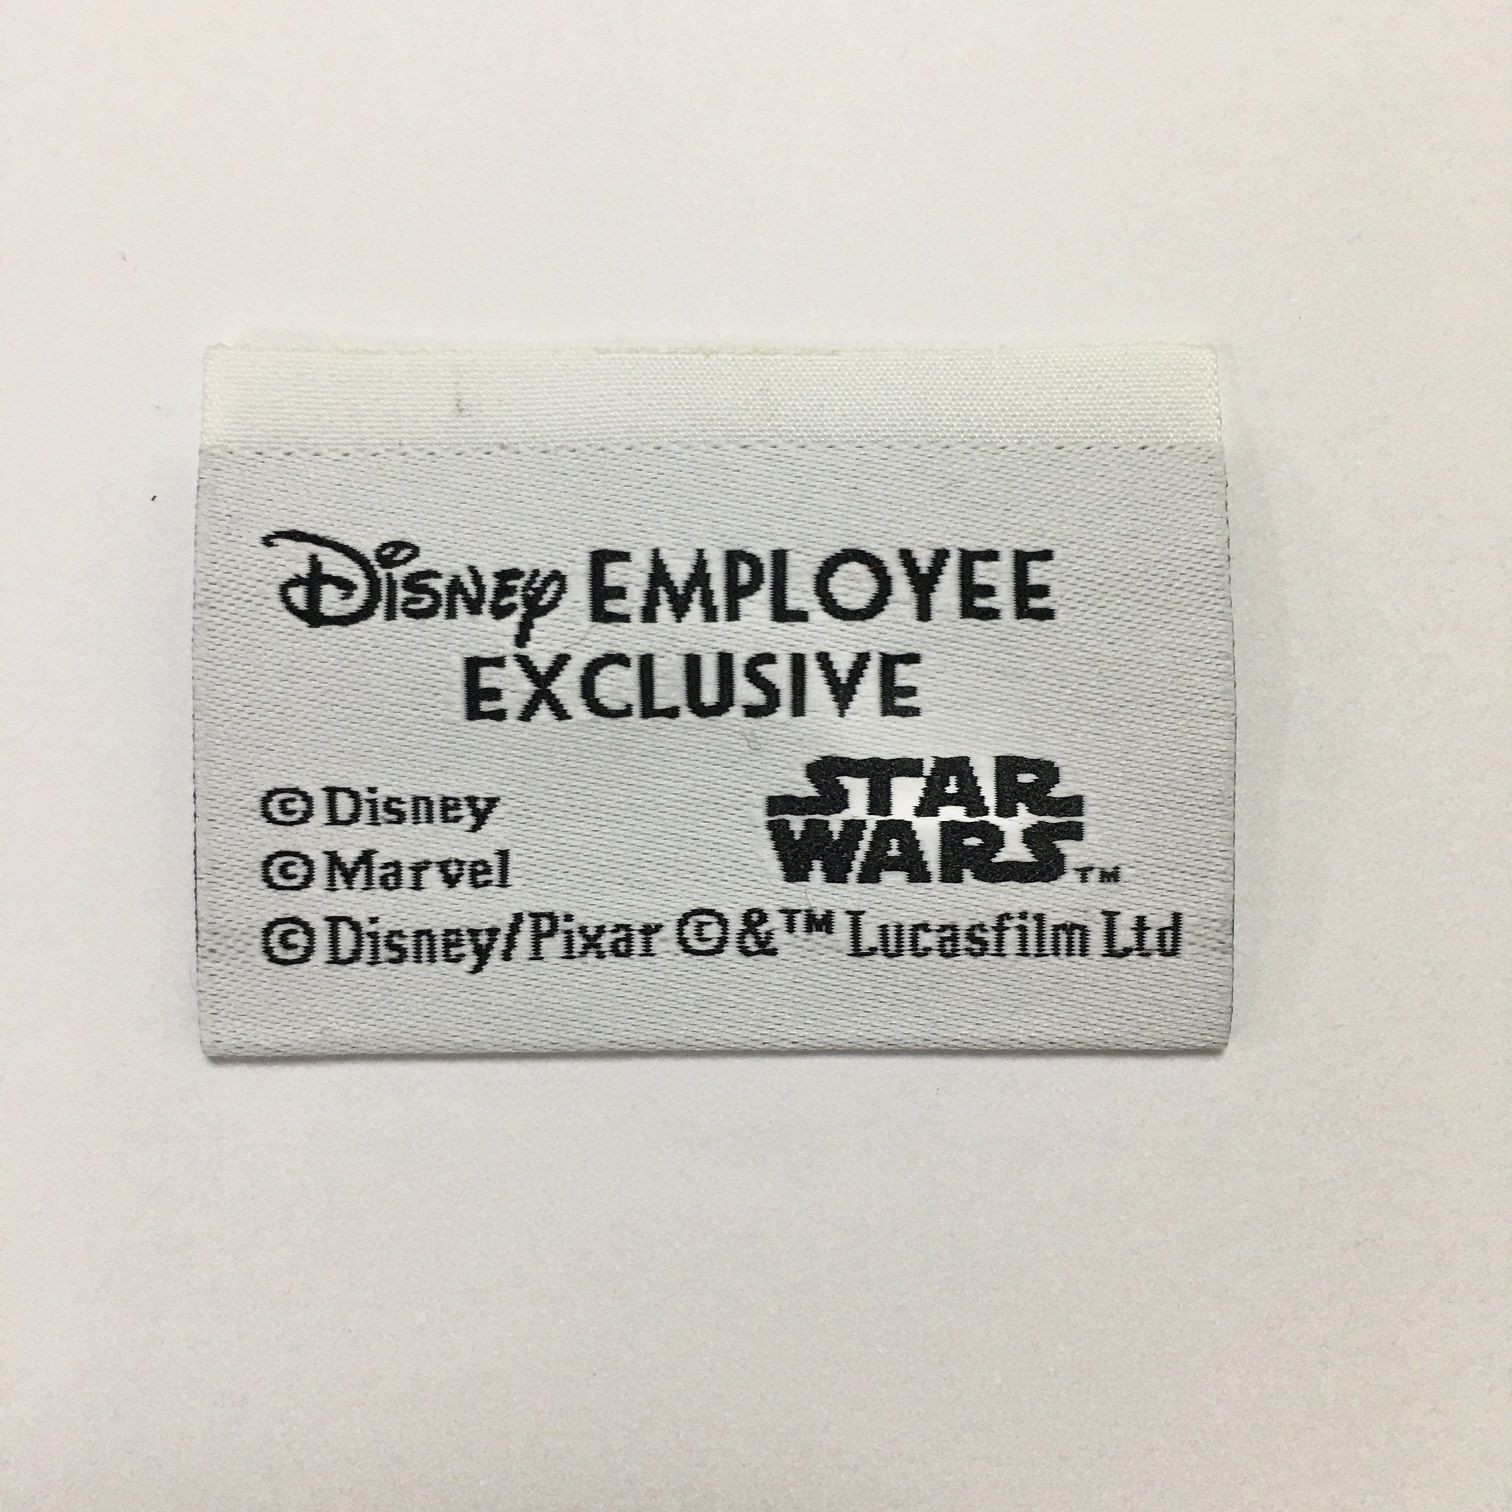 Disney EMPLOYEE
EXCLUSIVE
©Disney
©Marvel
STAR
WARS™
©Disney/Pixar ©&™ Lucasfilm Ltd